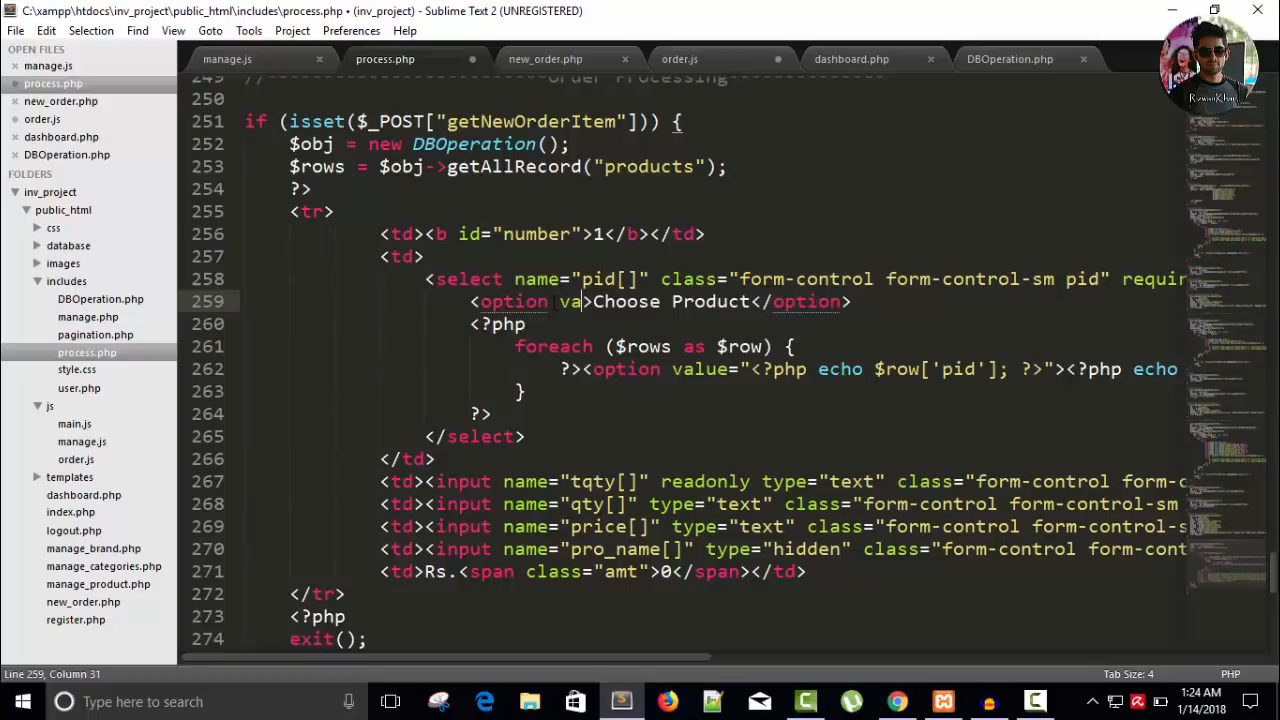 C:\xampp\htdocs\inv_project\public_html\includes\process.php • (inv_project) - Sublime Text 2 (UNREGISTERED)
File Edit Selection Find View Goto Tools Project Preferences Help
OPEN FILES
manage.js
process.php
new_order.php
order.js
dashboard.php
DBOperation.php
FOLDERS
inv_project
public_html
css
database
images
includes
DBOperation.php
manage.php
pagination.php
process.php
style.css
user.php
js
main.js
manage.js
order.js
templates
dashboard.php
index.php
logout.php
manage_brand.php
manage_categories.php
manage_product.php
new_order.php
register.php
manage.js process.php new_order.php order.js dashboard.php DBOperation.php
RizwanKhan
249 //------------------------Order Processing--------------
250
251 if (isset($_POST["getNewOrderItem"])) {
252 $obj = new DBOperation();
253 $rows = $obj->getAllRecord("products");
254 ?>
255 <tr>
256 <td><b id="number">1</b></td>
257 <td>
258 <select name="pid[]" class="form-control form-control-sm pid" requir
259 <option va>Choose Product</option>
260 <?php
261 foreach ($rows as $row) {
262 ?><option value="<?php echo $row['pid']; ?>"><?php echo
263 }
264 ?>
265 </select>
266 </td>
267 <td><input name="tqty[]" readonly type="text" class="form-control form-c
268 <td><input name="qty[]" type="text" class="form-control form-control-sm
269 <td><input name="price[]" type="text" class="form-control form-control-s
270 <td><input name="pro_name[]" type="hidden" class="form-control form-cont
271 <td>Rs.<span class="amt">0</span></td>
272 </tr>
273 <?php
274 exit();
Line 259, Column 31 Tab Size: 4 PHP
Type here to search
1:24 AM
1/14/2018